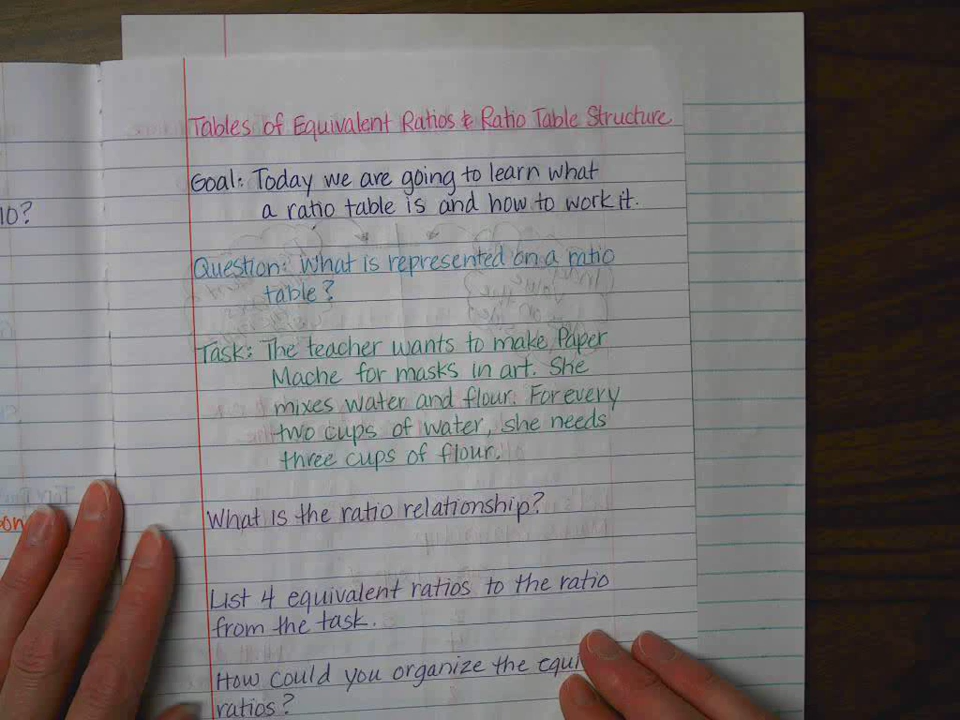 Tables of Equivalent Ratios & Ratio Table Structure
Goal: Today we are going to learn what
a ratio table is and how to work it.
10?
Question: What is represented on a ratio
table?
Task: The teacher wants to make Paper
Mache for masks in art. She
mixes water and flour. For every
two cups of water, she needs
three cups of flour.
What is the ratio relationship?
List 4 equivalent ratios to the ratio
from the task.
How could you organize the equi
ratios?